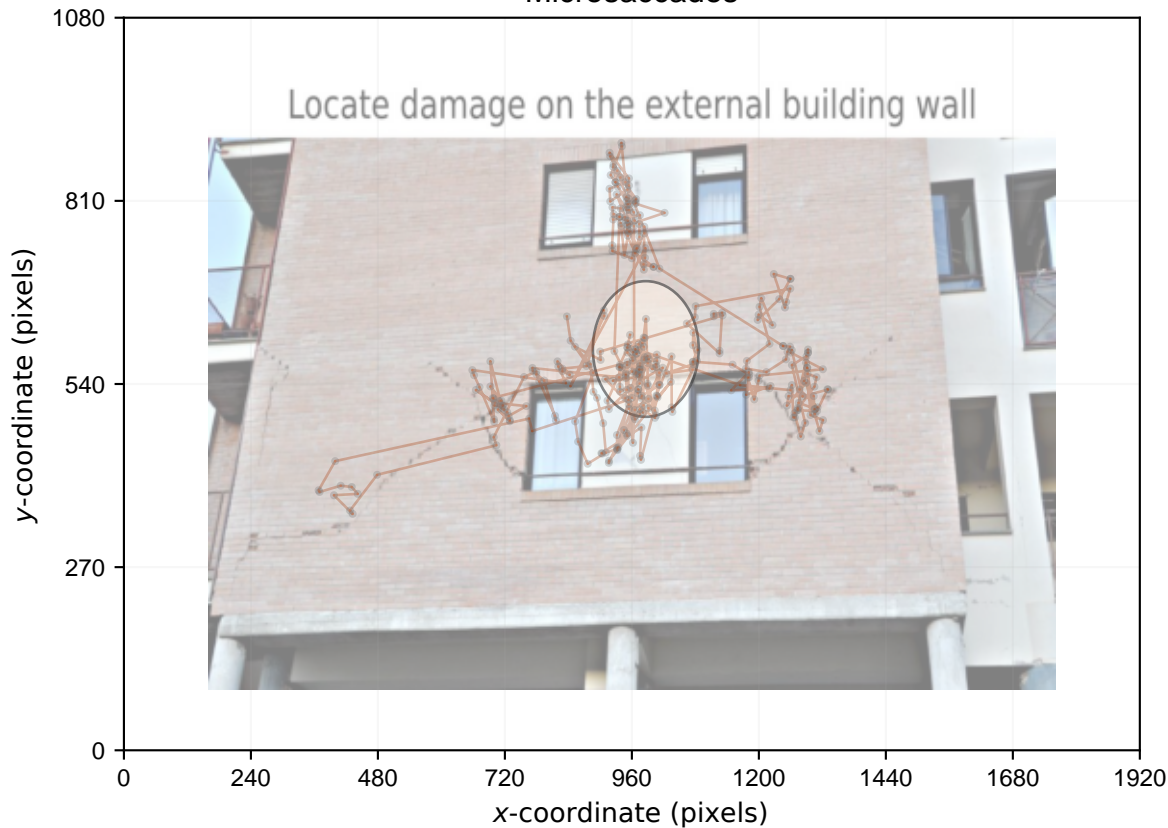 Microsaccades
1080
Locate damage on the external building wall
810
540
270
0
y-coordinate (pixels)
0 240 480 720 960 1200 1440 1680 1920
x-coordinate (pixels)